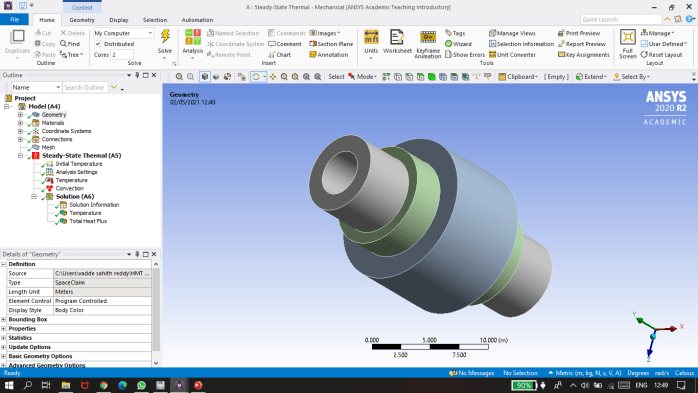 A : Steady-State Thermal - Mechanical [ANSYS Academic Teaching Introductory]
Context
File Home Geometry Display Selection Automation
Quick Launch
Duplicate
Cut
Copy
Paste
Delete
Find
Tree
Outline
My Computer
Distributed
Cores 2
Solve
Solve
Analysis
Named Selection
Coordinate System
Remote Point
Commands
Comment
Chart
Images
Section Plane
Annotation
Insert
Units
Worksheet
Keyframe Animation
Tags
Wizard
Show Errors
Manage Views
Selection Information
Unit Converter
Print Preview
Report Preview
Key Assignments
Tools
Full Screen
Manage
User Defined
Reset Layout
Layout
Select Mode
Clipboard [ Empty ] Extend Select By
Outline
Name Search Outline
Project
Model (A4)
Geometry
Materials
Coordinate Systems
Connections
Mesh
Steady-State Thermal (A5)
Initial Temperature
Analysis Settings
Temperature
Convection
Solution (A6)
Solution Information
Temperature
Total Heat Flux
Details of "Geometry"
Definition
Source C:\Users\vadde sahith reddy\HMT ...
Type SpaceClaim
Length Unit Meters
Element Control Program Controlled
Display Style Body Color
Bounding Box
Properties
Statistics
Update Options
Basic Geometry Options
Advanced Geometry Options
Geometry
02/05/2021 12:48
ANSYS
2020 R2
ACADEMIC
0.000 5.000 10.000 (m)
2.500 7.500
Y
X
Z
No Messages No Selection Metric (m, kg, N, s, V, A) Degrees rad/s Celsius
90% ENG 12:49